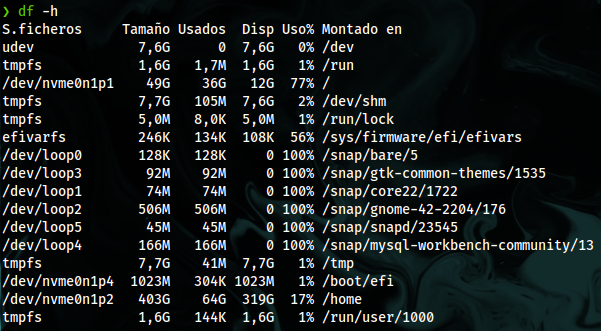 ❯ df -h
S.ficheros Tamaño Usados Disp Uso% Montado en
udev 7,6G 0 7,6G 0% /dev
tmpfs 1,6G 1,7M 1,6G 1% /run
/dev/nvme0n1p1 49G 36G 12G 77% /
tmpfs 7,7G 105M 7,6G 2% /dev/shm
tmpfs 5,0M 8,0K 5,0M 1% /run/lock
efivarfs 246K 134K 108K 56% /sys/firmware/efi/efivars
/dev/loop0 128K 128K 0 100% /snap/bare/5
/dev/loop3 92M 92M 0 100% /snap/gtk-common-themes/1535
/dev/loop1 74M 74M 0 100% /snap/core22/1722
/dev/loop2 506M 506M 0 100% /snap/gnome-42-2204/176
/dev/loop5 45M 45M 0 100% /snap/snapd/23545
/dev/loop4 166M 166M 0 100% /snap/mysql-workbench-community/13
tmpfs 7,7G 41M 7,7G 1% /tmp
/dev/nvme0n1p4 1023M 304K 1023M 1% /boot/efi
/dev/nvme0n1p2 403G 64G 319G 17% /home
tmpfs 1,6G 144K 1,6G 1% /run/user/1000